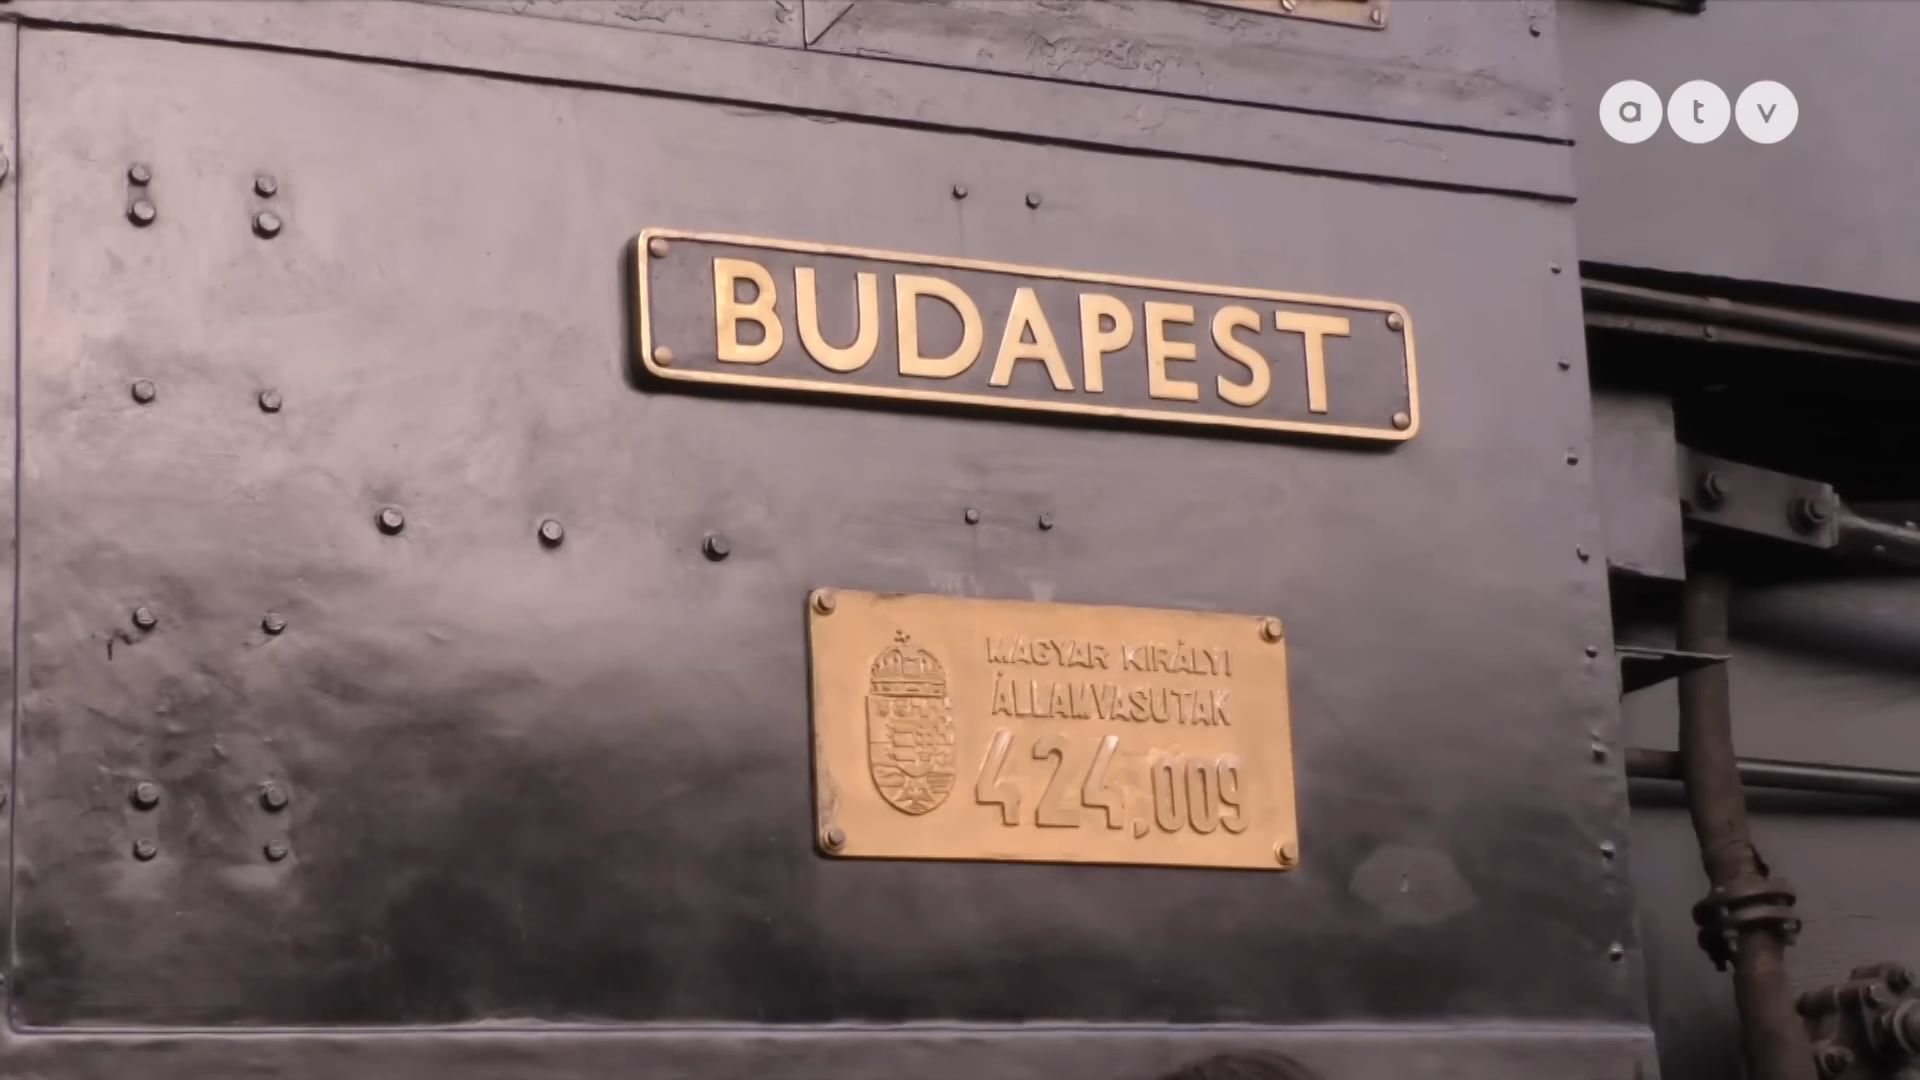 atv
BUDAPEST
MAGYAR KIRÁLYI
ÁLLAMVASUTAK
424,009